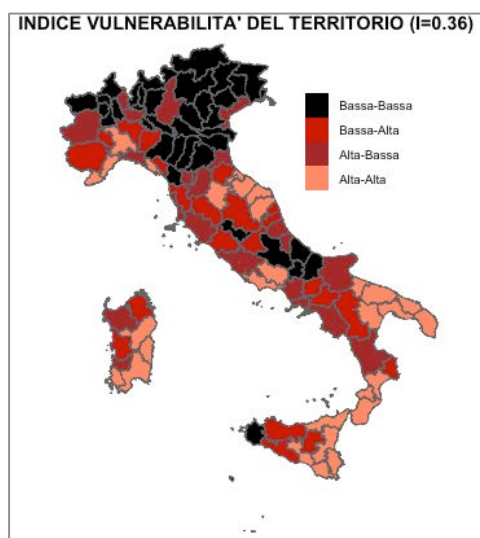 INDICE VULNERABILITA' DEL TERRITORIO (I=0.36)
Bassa-Bassa
Bassa-Alta
Alta-Bassa
Alta-Alta